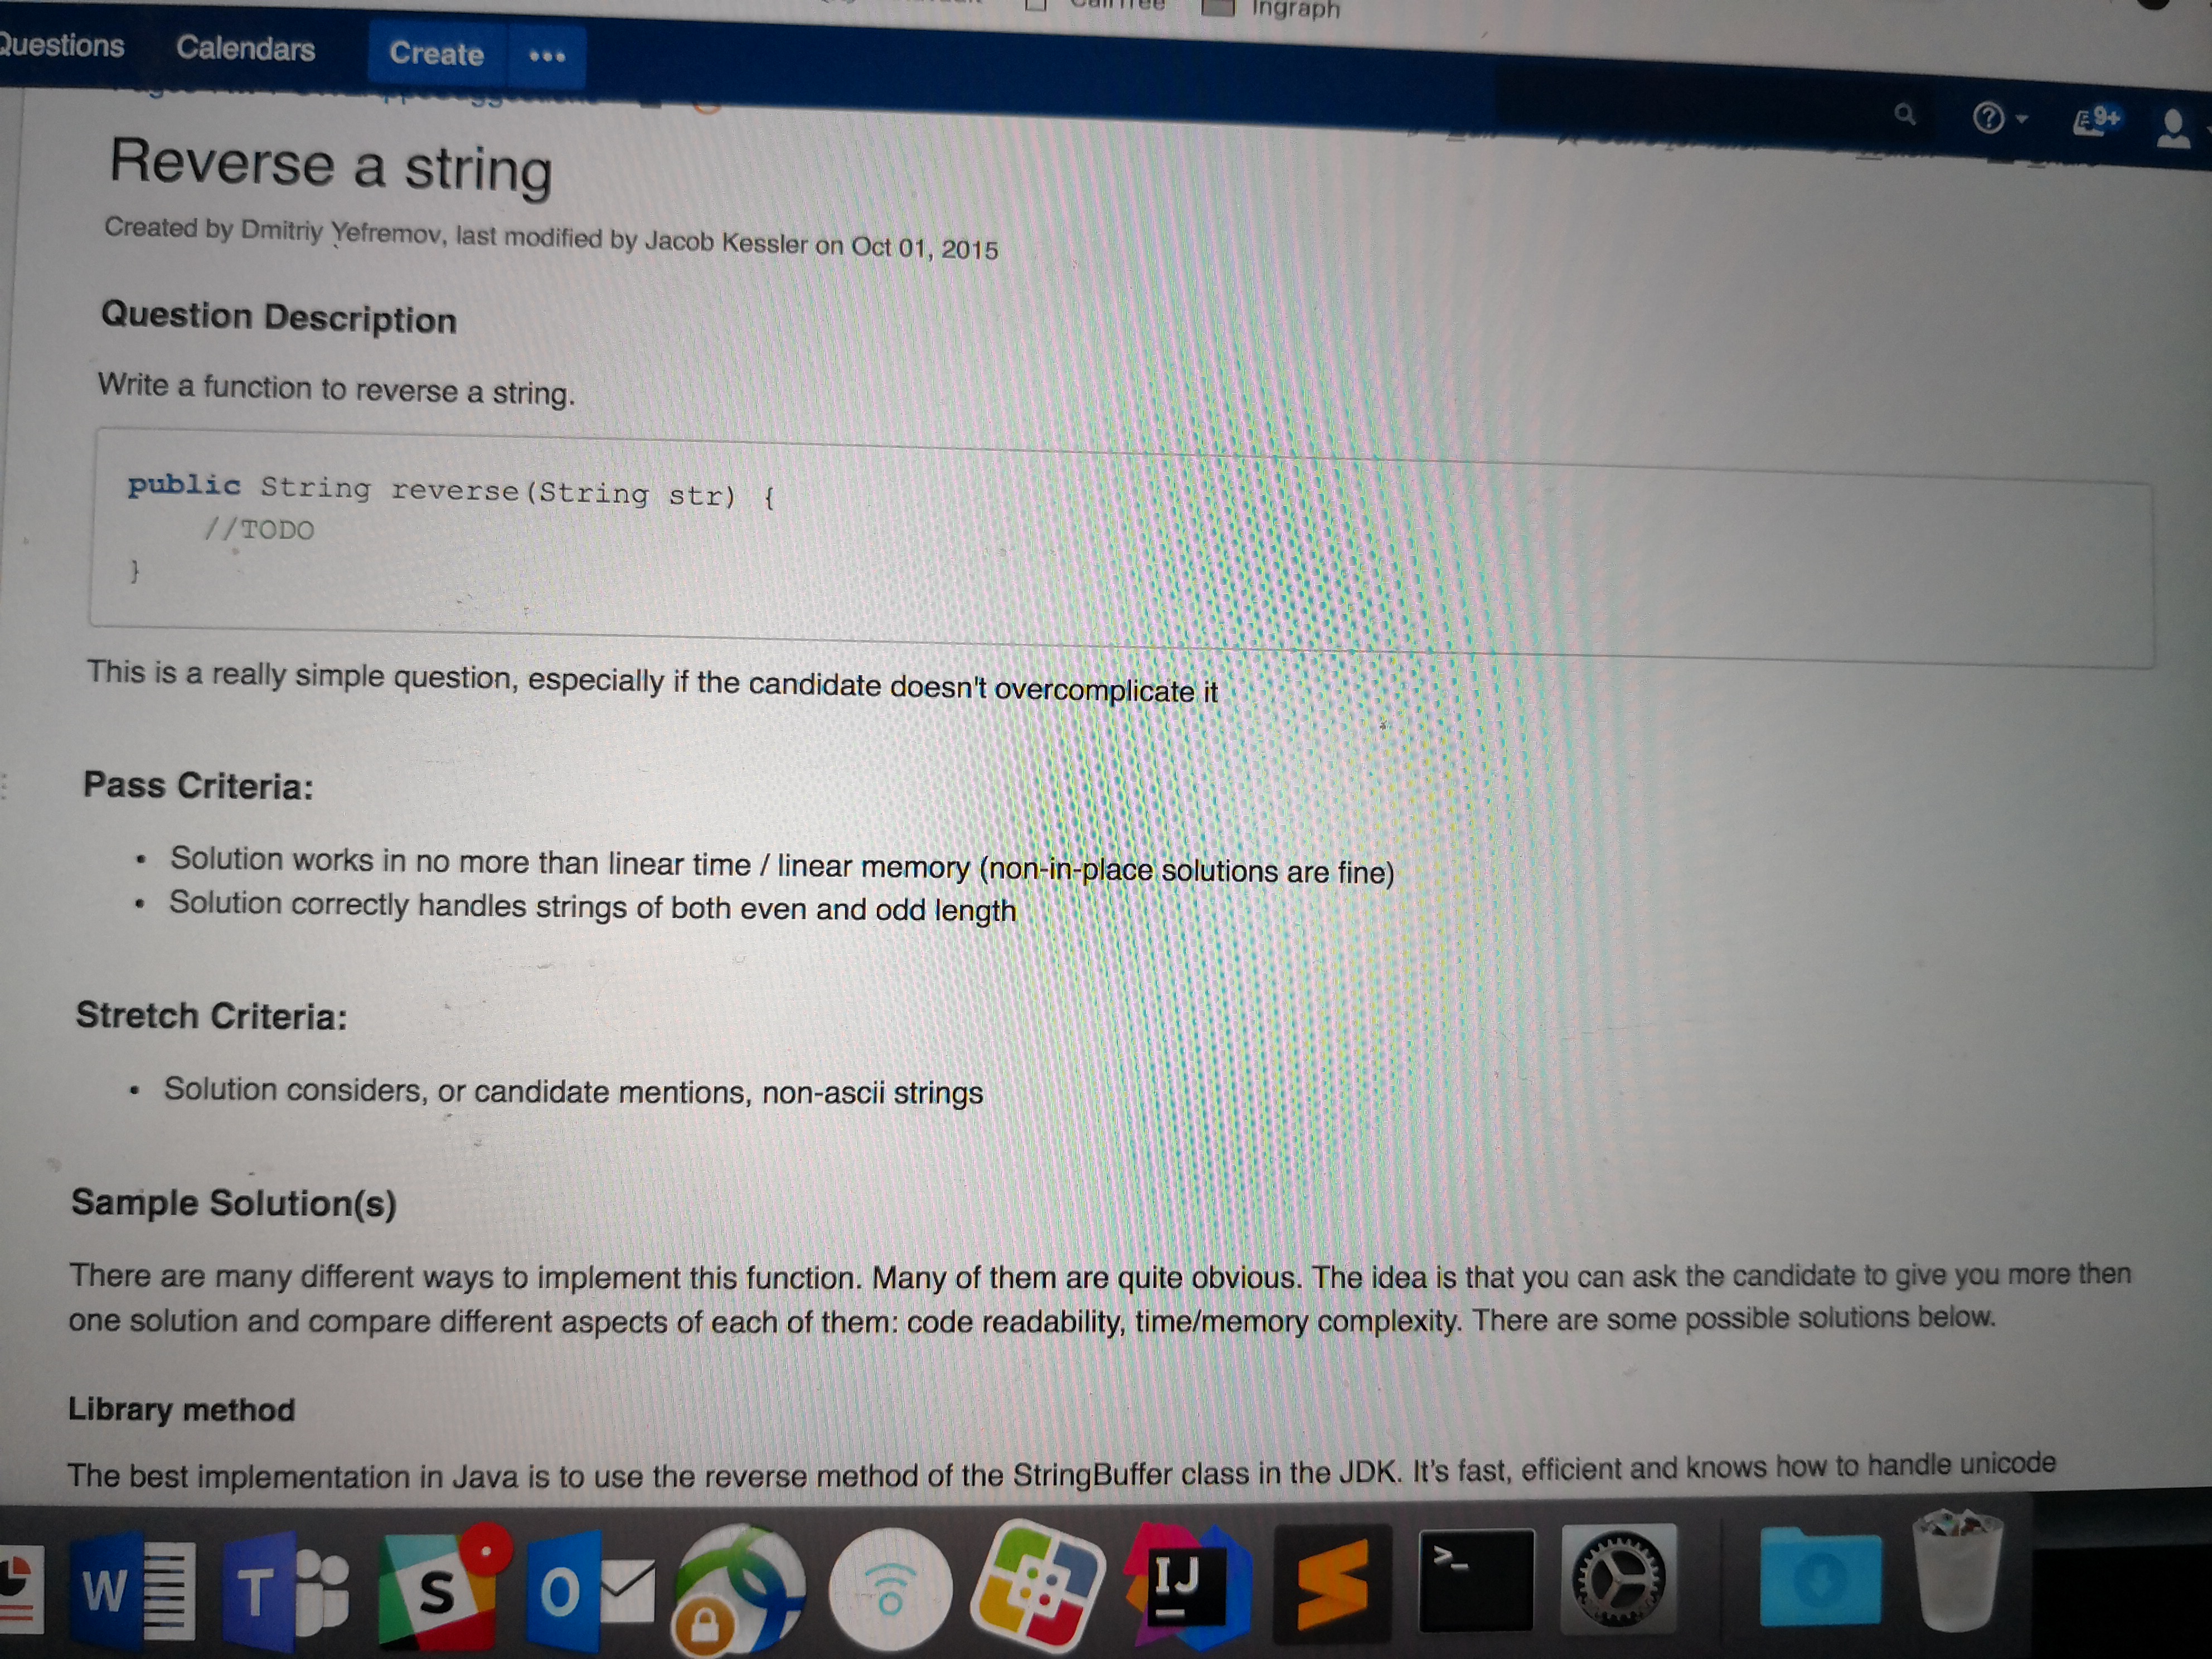 Ingraph
Questions Calendars Create •••
9+
Reverse a string
Created by Dmitriy Yefremov, last modified by Jacob Kessler on Oct 01, 2015
Question Description
Write a function to reverse a string.
public String reverse(String str) {
//TODO
}
This is a really simple question, especially if the candidate doesn't overcomplicate it
Pass Criteria:
• Solution works in no more than linear time / linear memory (non-in-place solutions are fine)
• Solution correctly handles strings of both even and odd length
Stretch Criteria:
• Solution considers, or candidate mentions, non-ascii strings
Sample Solution(s)
There are many different ways to implement this function. Many of them are quite obvious. The idea is that you can ask the candidate to give you more then
one solution and compare different aspects of each of them: code readability, time/memory complexity. There are some possible solutions below.
Library method
The best implementation in Java is to use the reverse method of the StringBuffer class in the JDK. It's fast, efficient and knows how to handle unicode
W T S O IJ >_